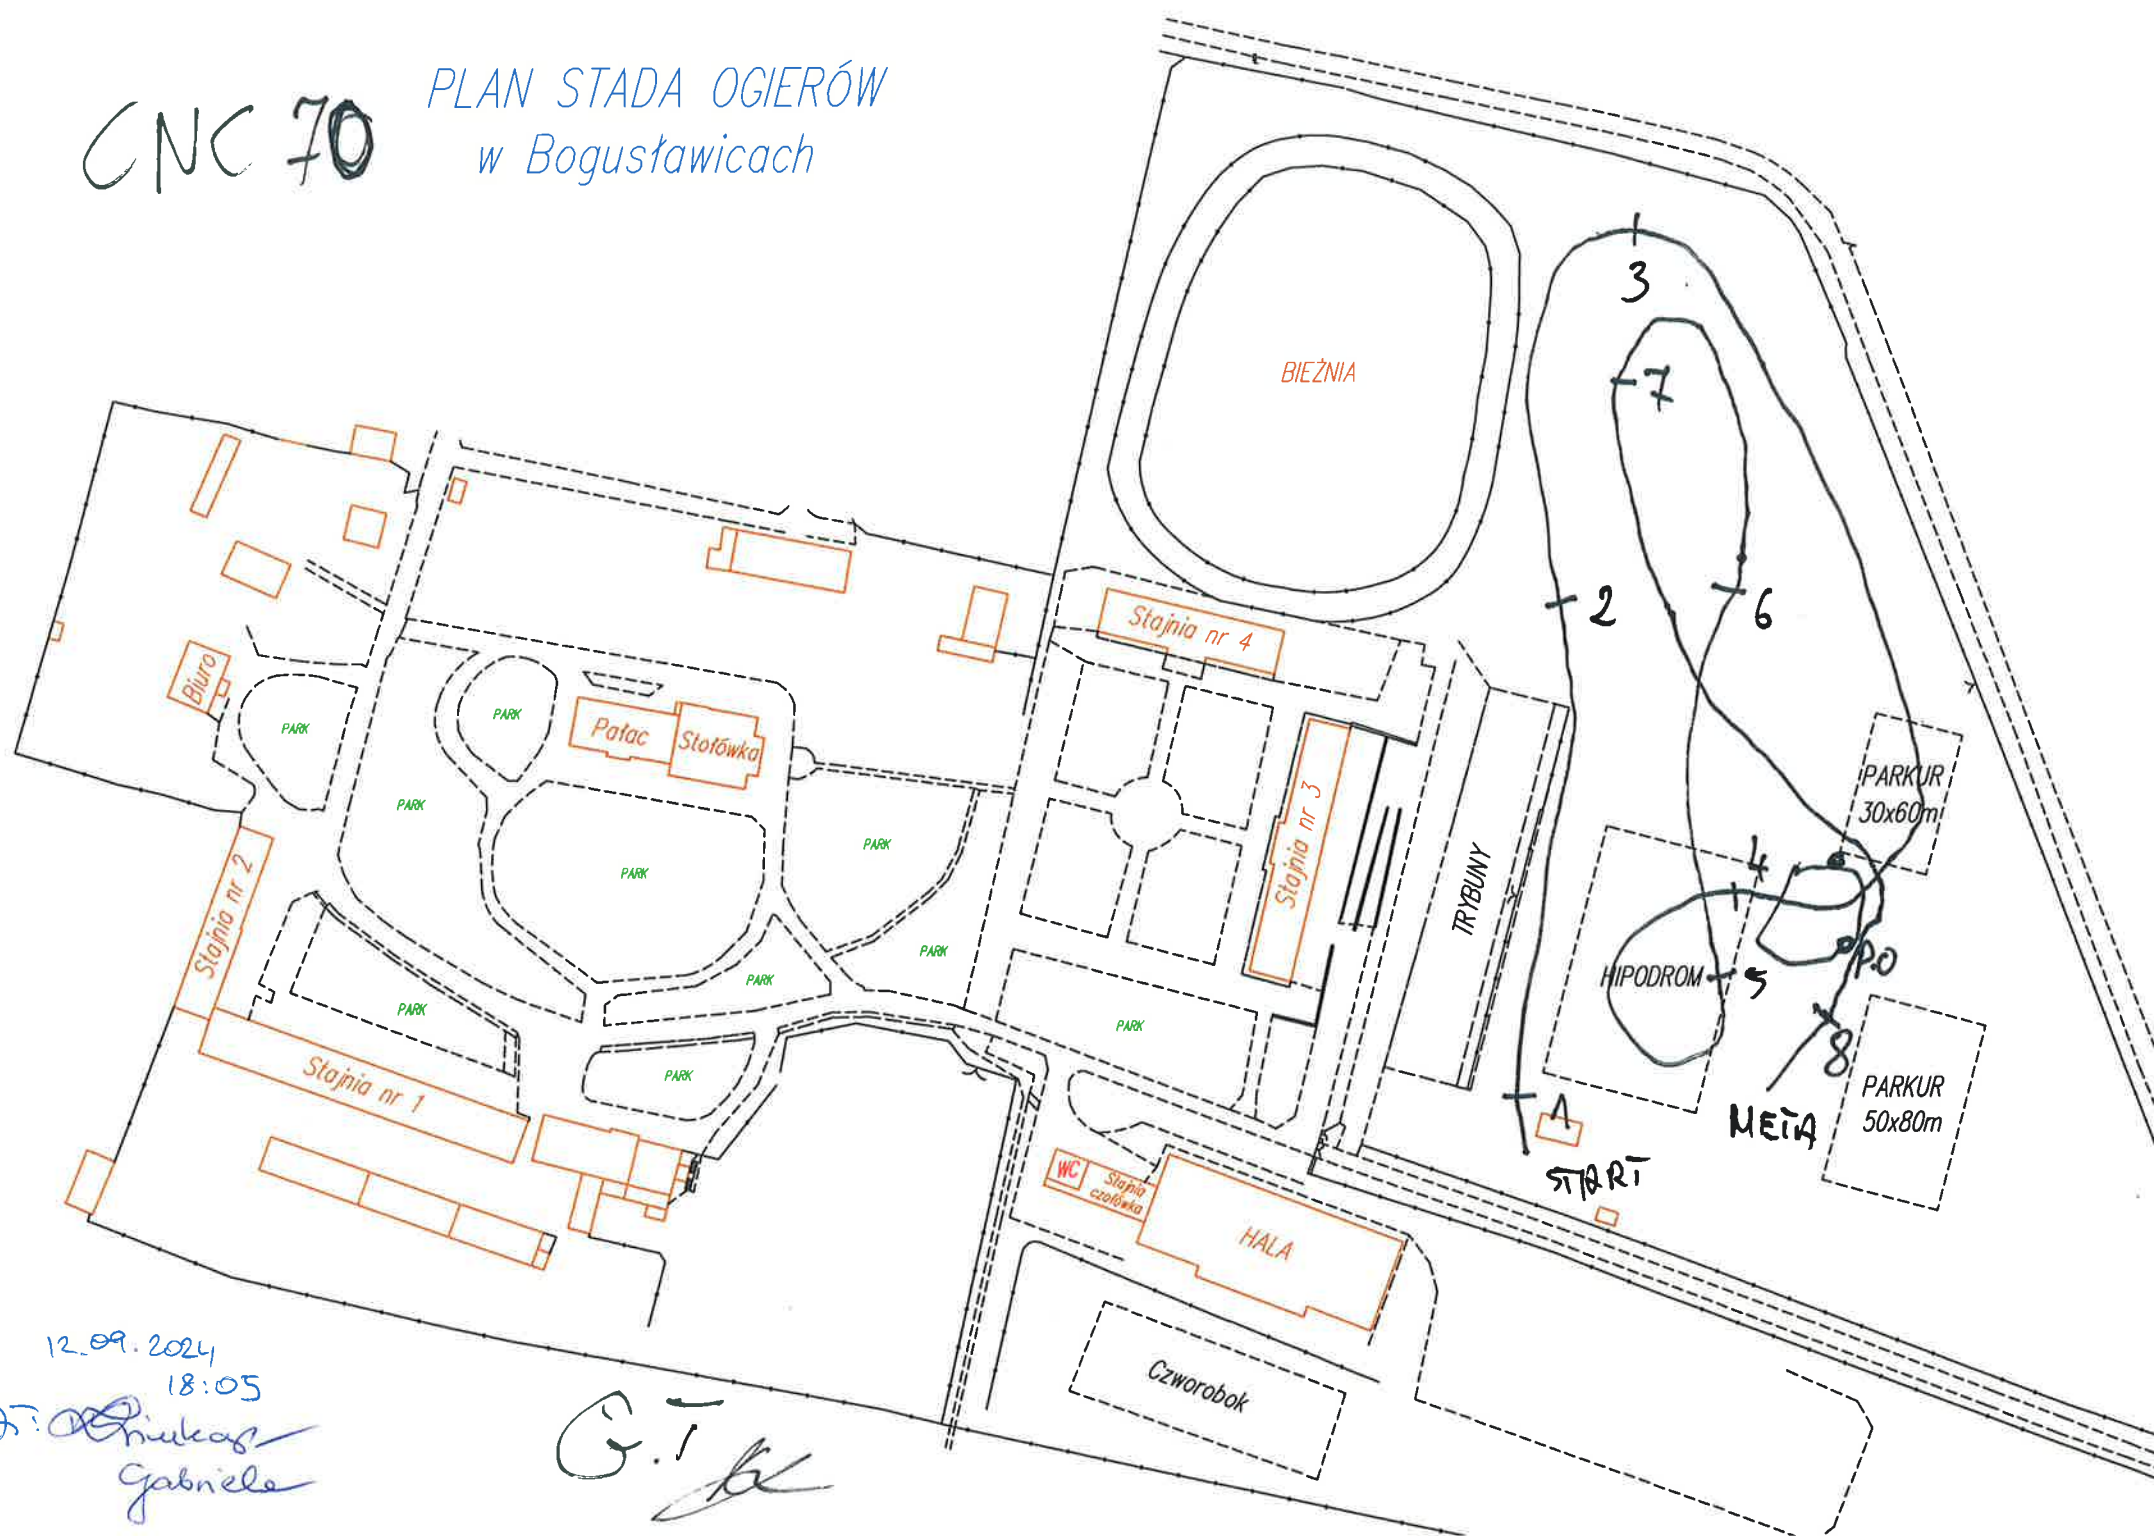 CNC 70
PLAN STADA OGIERÓW
w Bogusławicach
BIEŻNIA
3
7
2
6
Stajnia nr 4
Biuro
PARK
PARK
Pałac
Stołówka
PARK
PARK
PARK
PARK
PARK
PARK
PARK
PARK
PARK
Stajnia nr 2
Stajnia nr 3
TRYBUNY
PARKUR
30x60m
4
HIPODROM
5
P.O
8
PARKUR
50x80m
META
1
START
Stajnia nr 1
WC
Stajnia
czołówka
HALA
Czworobok
12.09.2024
18:05
Gabriela
G.T